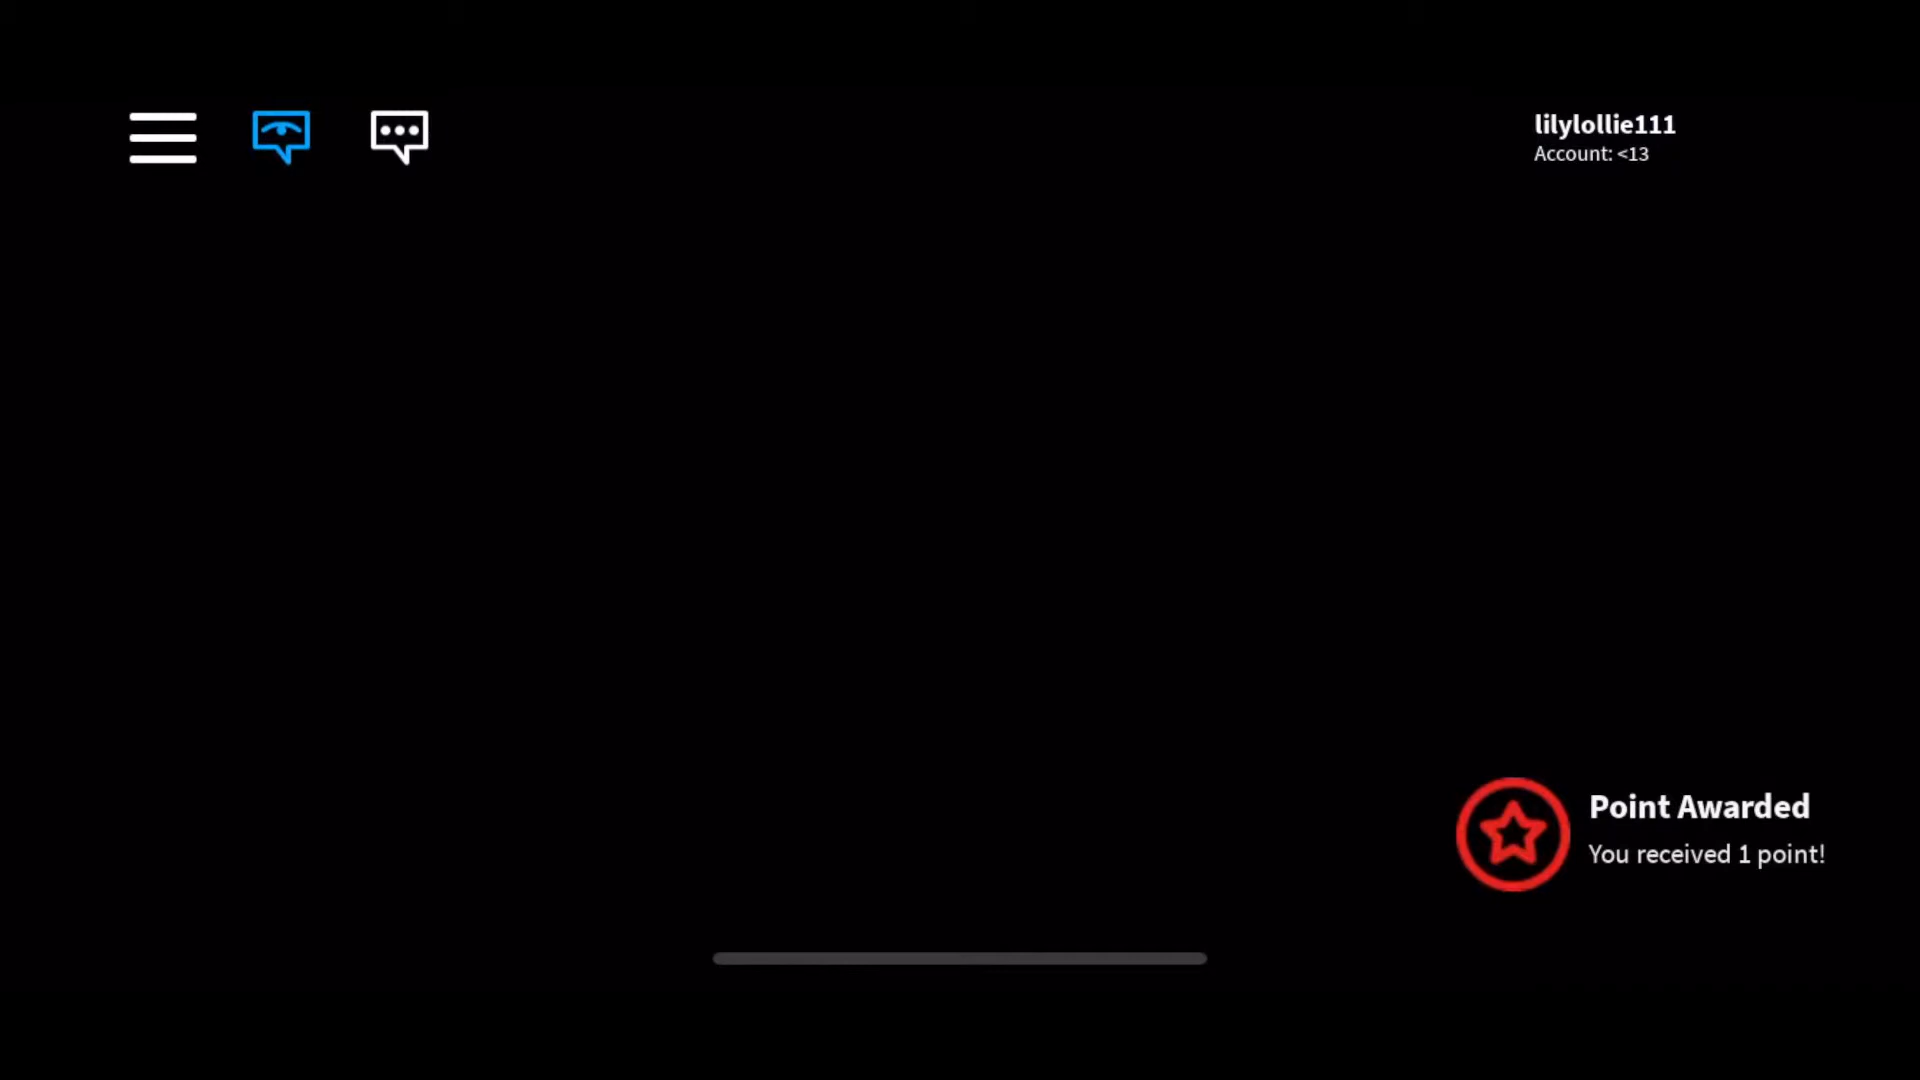 lilylollie111
Account: <13
Point Awarded
You received 1 point!